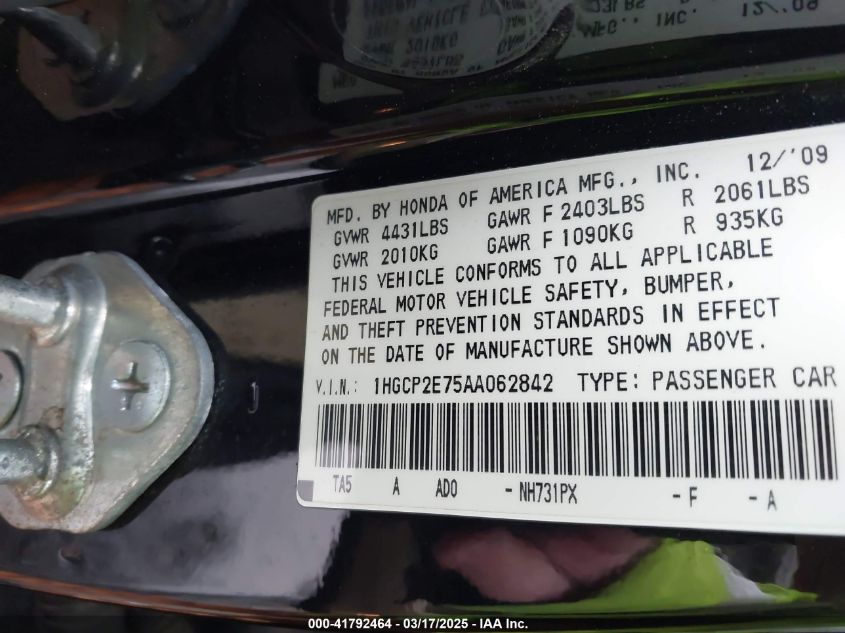 12/'09
MFD. BY HONDA OF AMERICA MFG., INC.
GVWR 4431LBS GAWR F 2403LBS R 2061LBS
GVWR 2010KG GAWR F 1090KG R 935KG
THIS VEHICLE CONFORMS TO ALL APPLICABLE
FEDERAL MOTOR VEHICLE SAFETY, BUMPER,
AND THEFT PREVENTION STANDARDS IN EFFECT
ON THE DATE OF MANUFACTURE SHOWN ABOVE.
V.I.N.: 1HGCP2E75AA062842 TYPE: PASSENGER CAR
TA5 A AD0 - NH731PX - F - A
000-41792464 - 03/17/2025 - IAA Inc.